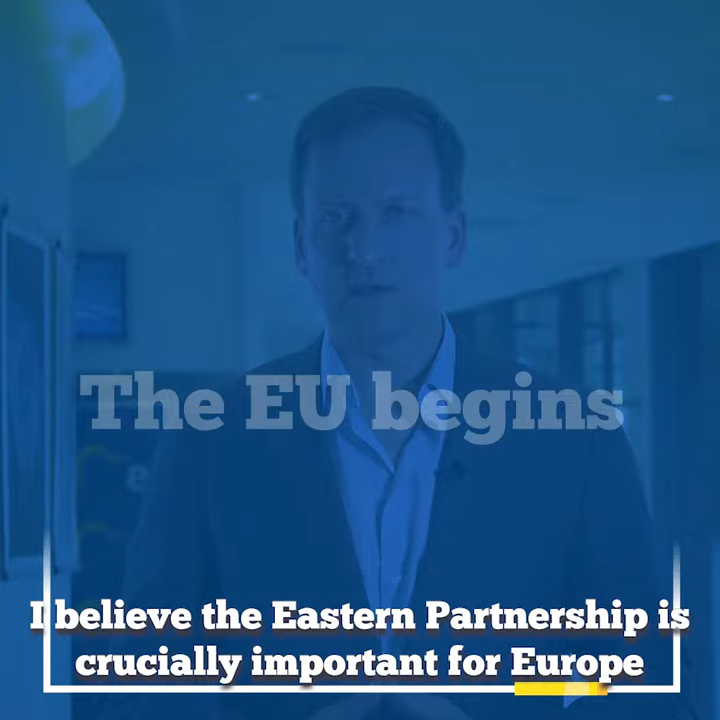 The EU begins
I believe the Eastern Partnership is
crucially important for Europe